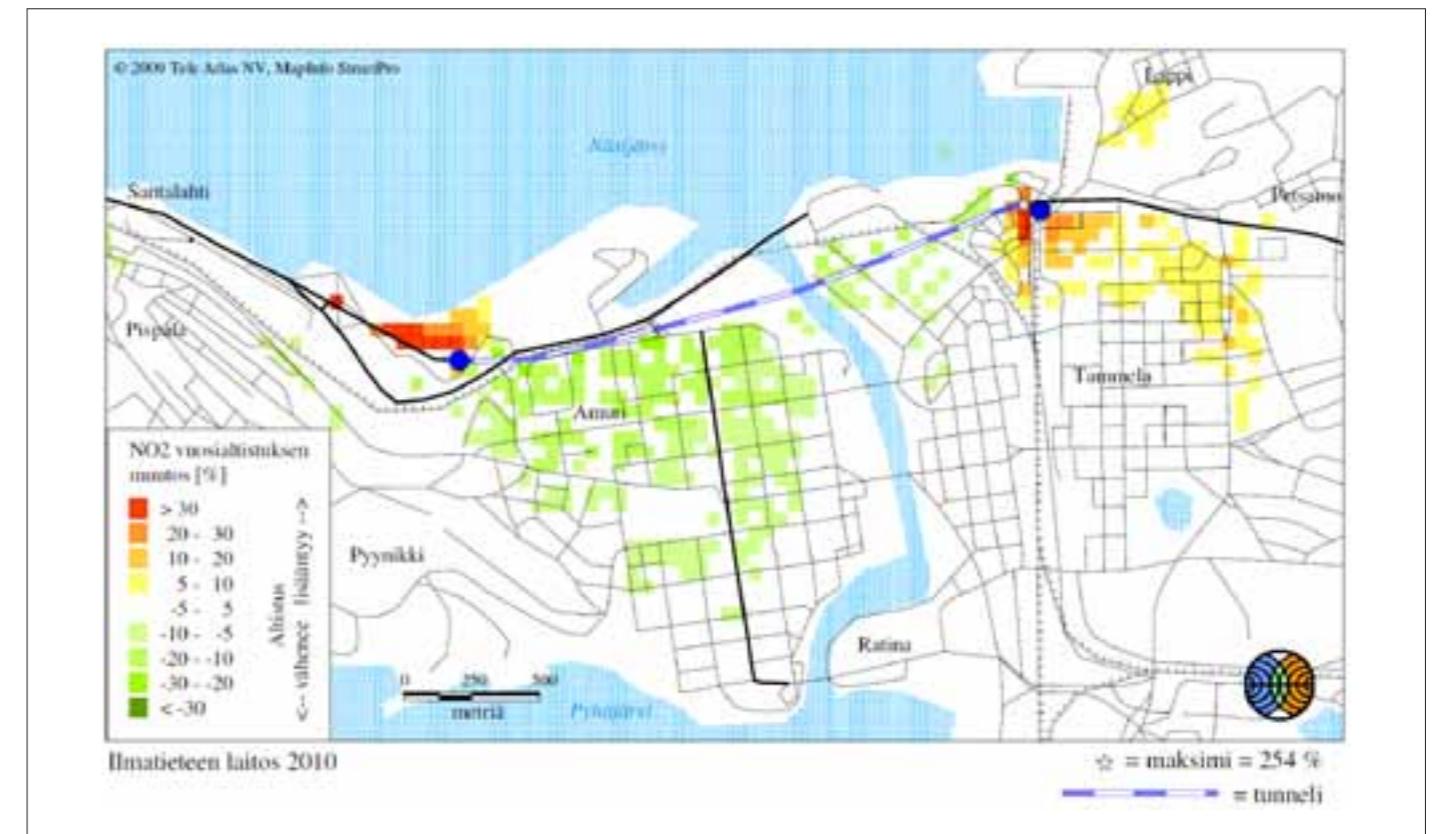 © 2009 Tele Atlas NV, MapInfo StreetPro
Lappi
Näsijärvi
Santalahti
Petsamo
Pispala
Tammela
Amuri
NO2 vuosialtistuksen
muutos [%]
> 30
20 - 30
10 - 20
5 - 10
-5 - 5
-10 - -5
-20 - -10
-30 - -20
< -30
Altistus
<-- vähenee lisääntyy -->
Pyynikki
Ratina
0 250 500
metriä
Pyhäjärvi
Ilmatieteen laitos 2010
☆ = maksimi = 254 %
= tunneli